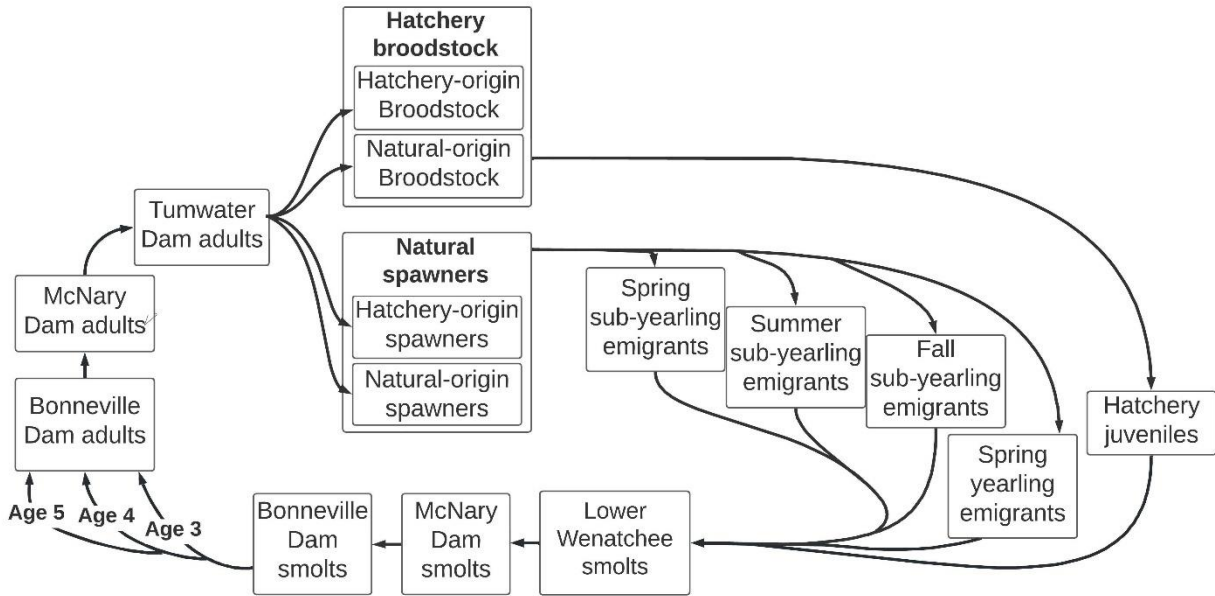 Hatchery
broodstock
Hatchery-origin
Broodstock
Natural-origin
Broodstock
Tumwater
Dam adults
Natural
spawners
Hatchery-origin
spawners
Natural-origin
spawners
McNary
Dam adults
Bonneville
Dam adults
Spring
sub-yearling
emigrants
Summer
sub-yearling
emigrants
Fall
sub-yearling
emigrants
Spring
yearling
emigrants
Hatchery
juveniles
Age 5
Age 4
Age 3
Bonneville
Dam
smolts
McNary
Dam
smolts
Lower
Wenatchee
smolts